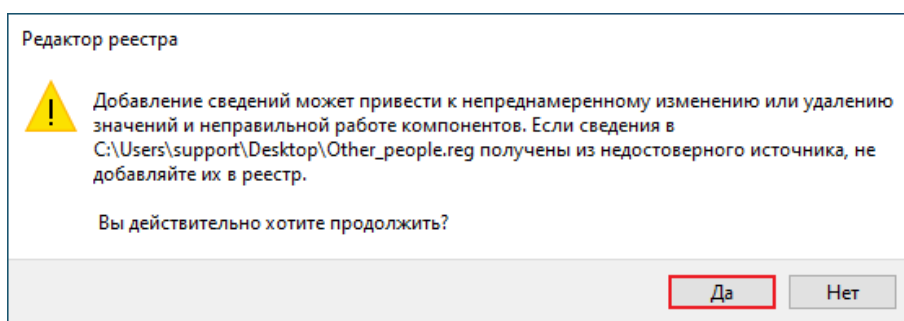 Редактор реестра
Добавление сведений может привести к непреднамеренному изменению или удалению
значений и неправильной работе компонентов. Если сведения в
C:\Users\support\Desktop\Other_people.reg получены из недостоверного источника, не
добавляйте их в реестр.
Вы действительно хотите продолжить?
Да
Нет